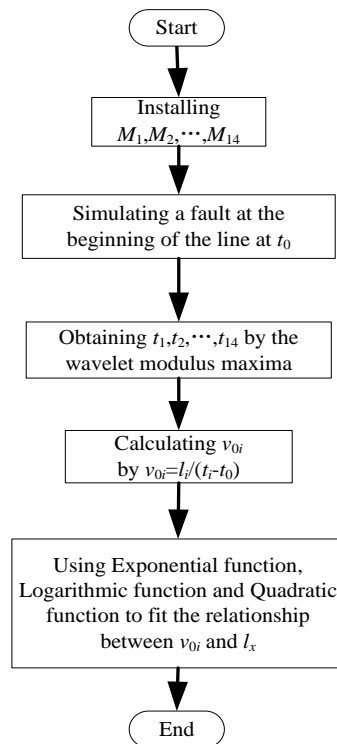 Start
Installing
M1,M2,⋯,M14
Simulating a fault at the
beginning of the line at t0
Obtaining t1,t2,⋯,t14 by the
wavelet modulus maxima
Calculating v0i
by v0i=li/(ti-t0)
Using Exponential function,
Logarithmic function and Quadratic
function to fit the relationship
between v0i and lx
End